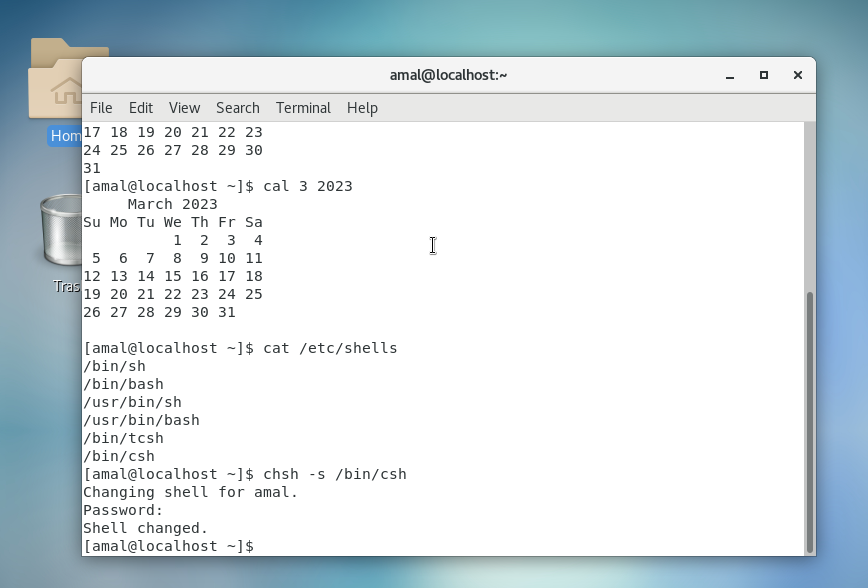 amal@localhost:~
File Edit View Search Terminal Help
17 18 19 20 21 22 23
24 25 26 27 28 29 30
31
[amal@localhost ~]$ cal 3 2023
     March 2023
Su Mo Tu We Th Fr Sa
          1  2  3  4
 5  6  7  8  9 10 11
12 13 14 15 16 17 18
19 20 21 22 23 24 25
26 27 28 29 30 31

[amal@localhost ~]$ cat /etc/shells
/bin/sh
/bin/bash
/usr/bin/sh
/usr/bin/bash
/bin/tcsh
/bin/csh
[amal@localhost ~]$ chsh -s /bin/csh
Changing shell for amal.
Password:
Shell changed.
[amal@localhost ~]$
Hom
Tras